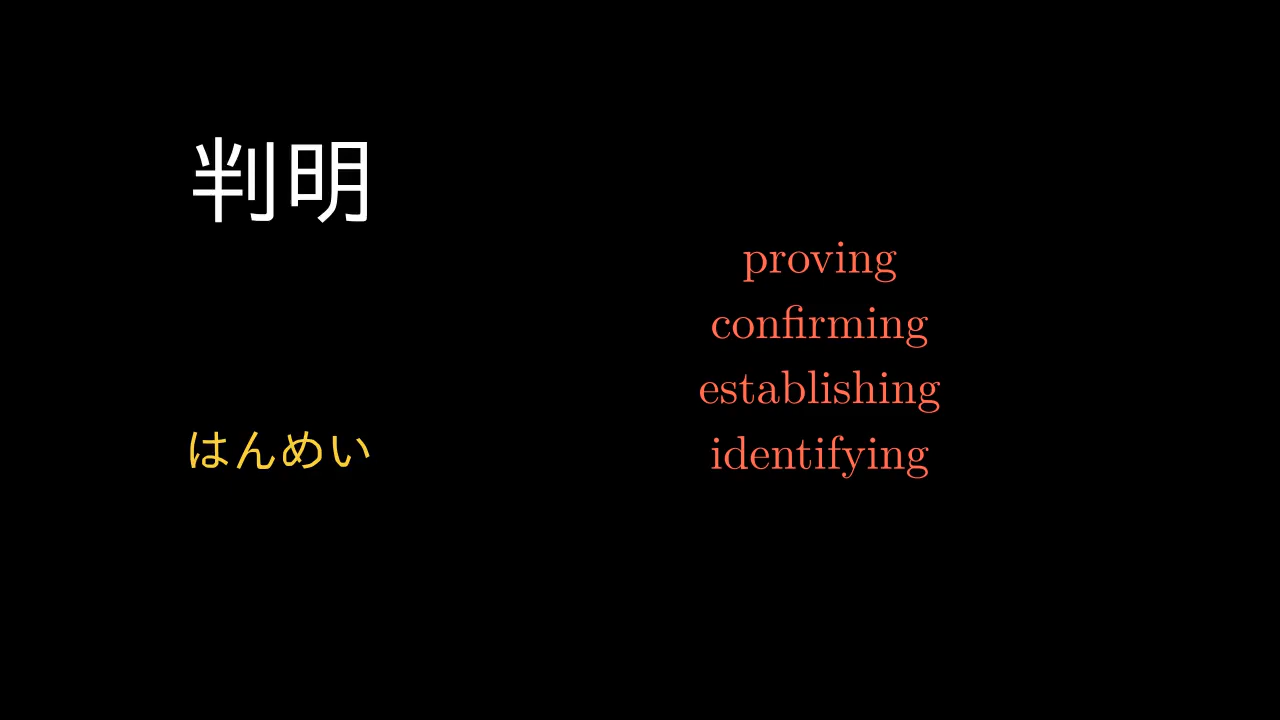 判明
はんめい
proving
confirming
establishing
identifying